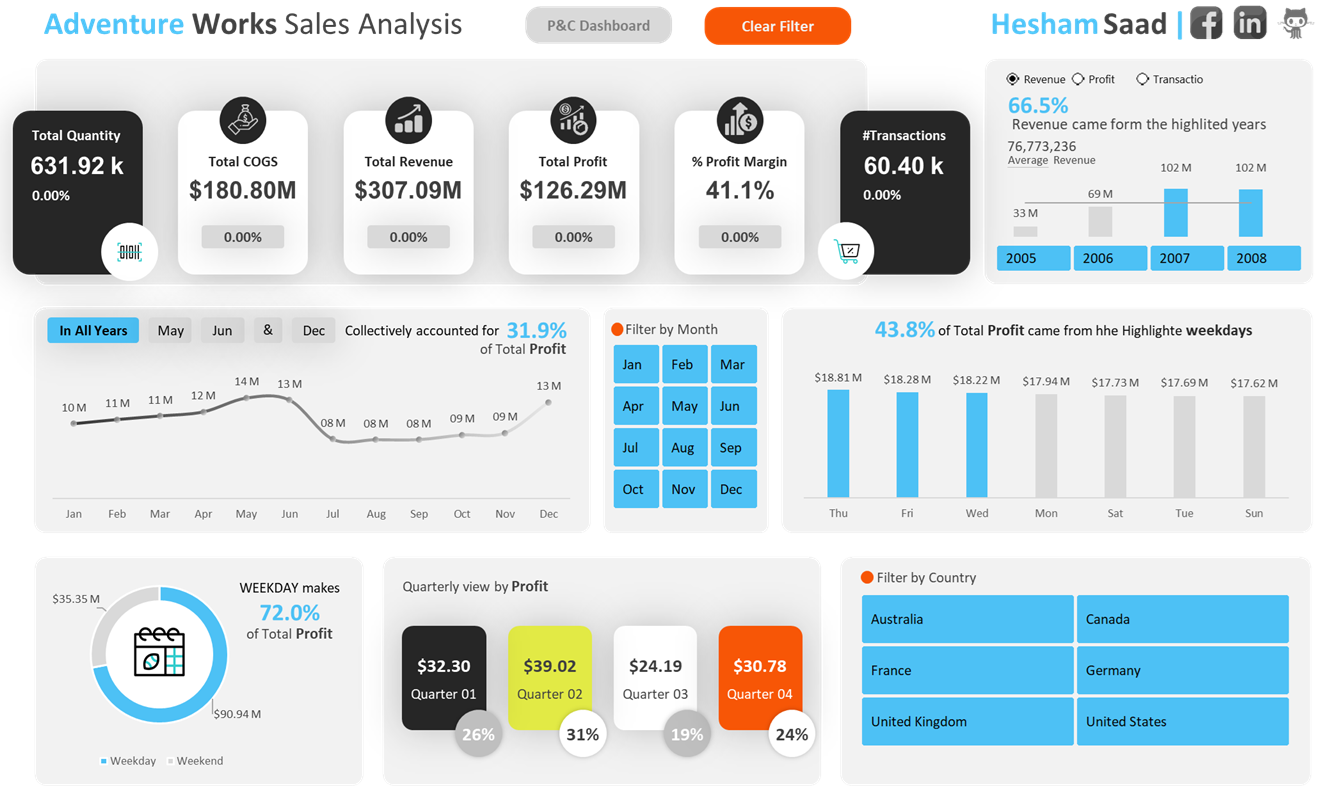 Adventure Works Sales Analysis
P&C Dashboard
Clear Filter
Hesham Saad |
Total Quantity
631.92 k
0.00%
Total COGS
$180.80M
0.00%
Total Revenue
$307.09M
0.00%
Total Profit
$126.29M
0.00%
% Profit Margin
41.1%
0.00%
#Transactions
60.40 k
0.00%
Revenue Profit Transactio
66.5%
Revenue came form the highlited years
76,773,236
Average Revenue
33 M 69 M 102 M 102 M
2005 2006 2007 2008
In All Years May Jun & Dec Collectively accounted for 31.9%
of Total Profit
10 M 11 M 11 M 12 M 14 M 13 M 08 M 08 M 08 M 09 M 09 M 13 M
Jan Feb Mar Apr May Jun Jul Aug Sep Oct Nov Dec
Filter by Month
Jan Feb Mar
Apr May Jun
Jul Aug Sep
Oct Nov Dec
43.8% of Total Profit came from hhe Highlighte weekdays
$18.81 M $18.28 M $18.22 M $17.94 M $17.73 M $17.69 M $17.62 M
Thu Fri Wed Mon Sat Tue Sun
WEEKDAY makes
72.0%
of Total Profit
$35.35 M
$90.94 M
Weekday Weekend
Quarterly view by Profit
$32.30
Quarter 01
26%
$39.02
Quarter 02
31%
$24.19
Quarter 03
19%
$30.78
Quarter 04
24%
Filter by Country
Australia Canada
France Germany
United Kingdom United States